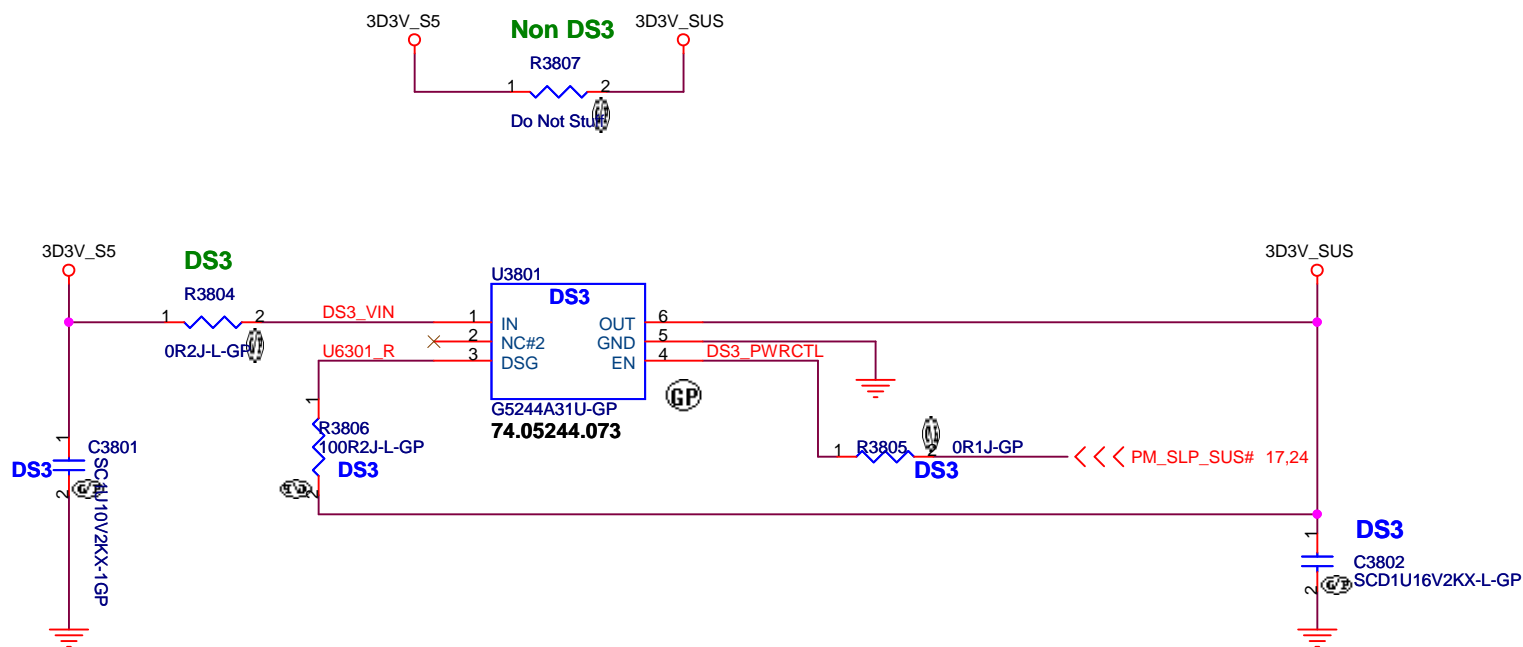 3D3V_S5
Non DS3
3D3V_SUS
R3807
1
2
Do Not Stuff
3D3V_S5
DS3
R3804
1
2
0R2J-L-GP
DS3_VIN
U6301_R
U3801
DS3
1
2
3
IN
NC#2
DSG
OUT
GND
EN
6
5
4
G5244A31U-GP
74.05244.073
GP
DS3_PWRCTL
3D3V_SUS
1
R3806
100R2J-L-GP
DS3
2
1
R3805
2
0R1J-GP
DS3
PM_SLP_SUS# 17,24
1
C3801
DS3
2
SC1U10V2KX-1GP
DS3
1
C3802
SCD1U16V2KX-L-GP
2